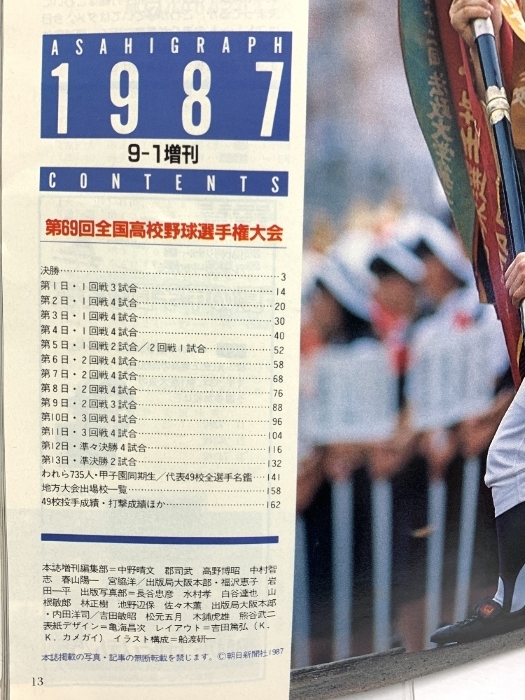 ASAHIGRAPH
1987
9-1増刊
CONTENTS
第69回全国高校野球選手権大会
決勝 3
第1日・1回戦3試合 14
第2日・1回戦4試合 20
第3日・1回戦4試合 30
第4日・1回戦4試合 40
第5日・1回戦2試合／2回戦1試合 52
第6日・2回戦4試合 58
第7日・2回戦4試合 68
第8日・2回戦4試合 76
第9日・2回戦3試合 88
第10日・3回戦4試合 96
第11日・3回戦4試合 104
第12日・準々決勝4試合 116
第13日・準決勝2試合 132
われら735人・甲子園同期生／代表49校全選手名鑑 141
地方大会出場校一覧 158
49校投手成績・打撃成績ほか 162
本誌増刊編集部＝中野晴文 郡司武 高野博昭 中村智
志 春山陽一 宮脇洋／出版局大阪本部・福沢恵子 岩
田一平 出版写真部＝長谷忠彦 水村孝 白谷達也 山
根敏郎 林正樹 池野辺保 佐々木薫 出版局大阪本部
・内田洋司／吉田敏明 松元五月 木鋪虎雄 熊谷武二
表紙デザイン＝亀海昌次 レイアウト＝吉田篤弘（K.
K.カメガイ） イラスト構成＝船渡研一
本誌掲載の写真・記事の無断転載を禁じます。©朝日新聞社1987
13